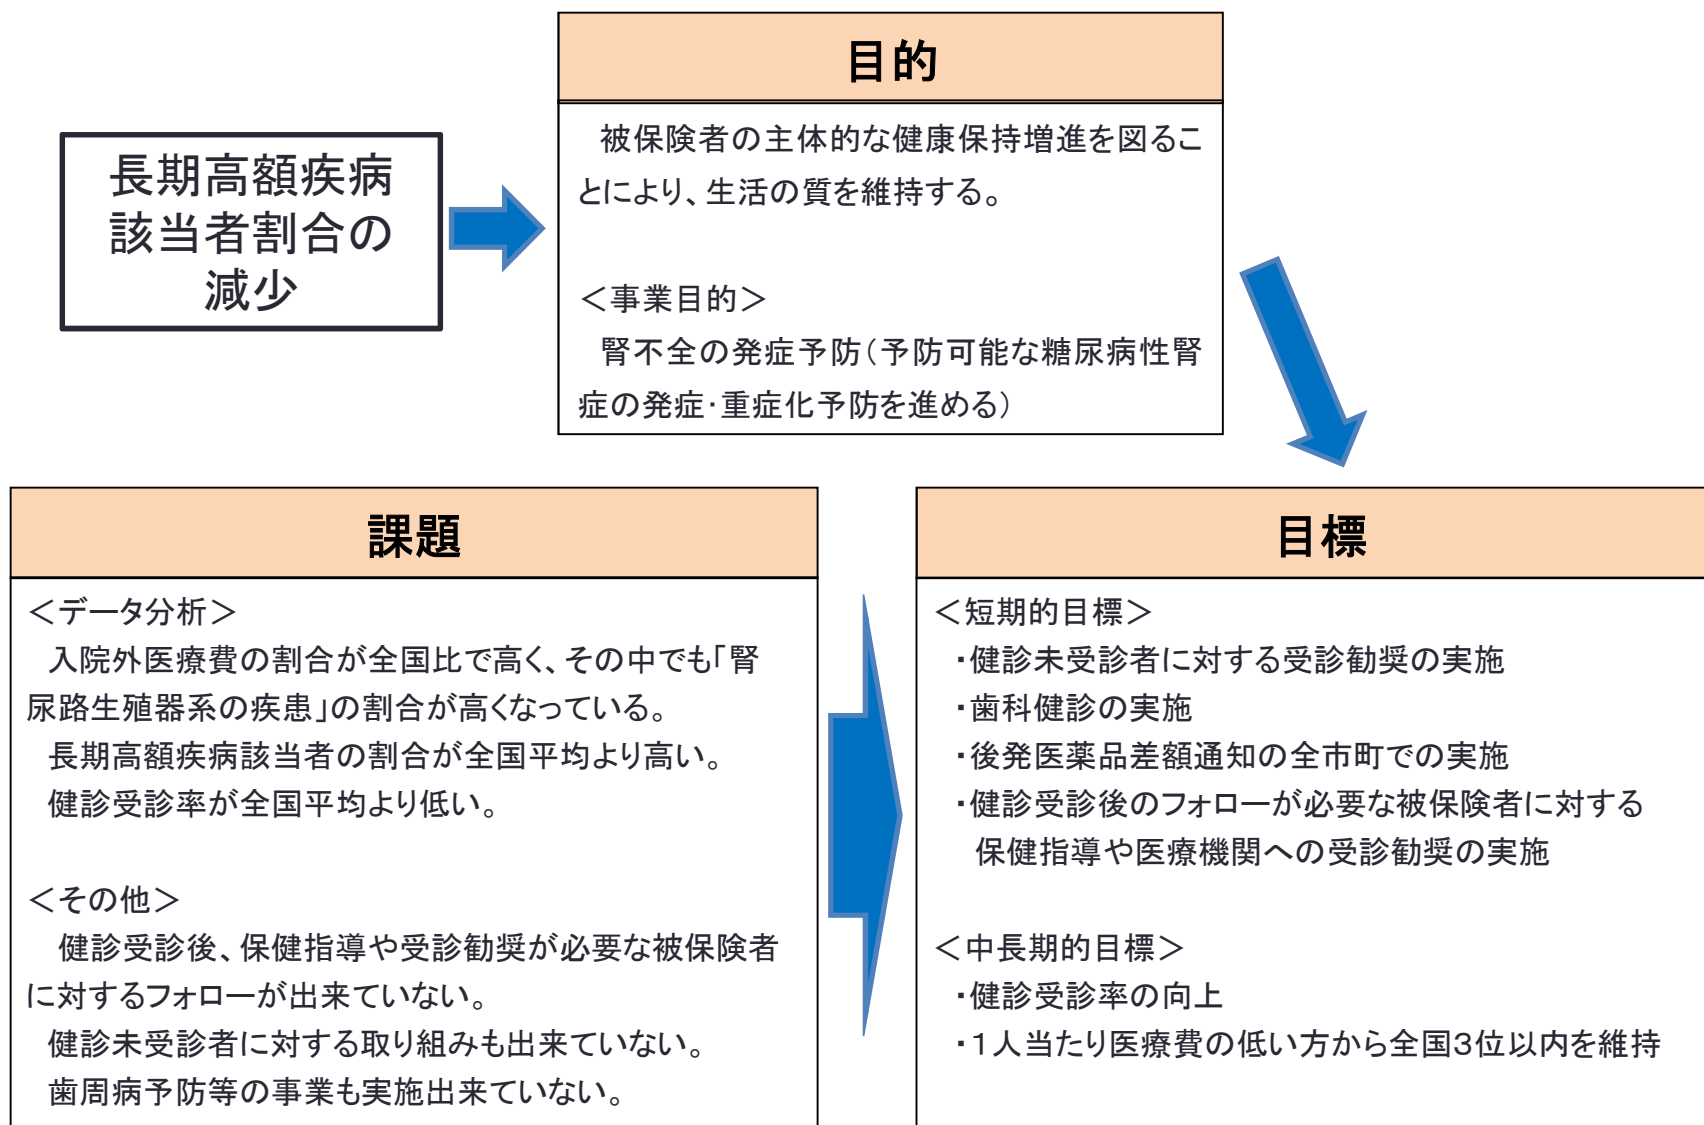 長期高額疾病
該当者割合の
減少
目的
被保険者の主体的な健康保持増進を図るこ
とにより、生活の質を維持する。
＜事業目的＞
腎不全の発症予防（予防可能な糖尿病性腎
症の発症・重症化予防を進める）
課題
＜データ分析＞
入院外医療費の割合が全国比で高く、その中でも「腎
尿路生殖器系の疾患」の割合が高くなっている。
長期高額疾病該当者の割合が全国平均より高い。
健診受診率が全国平均より低い。
＜その他＞
健診受診後、保健指導や受診勧奨が必要な被保険者
に対するフォローが出来ていない。
健診未受診者に対する取り組みも出来ていない。
歯周病予防等の事業も実施出来ていない。
目標
＜短期的目標＞
・健診未受診者に対する受診勧奨の実施
・歯科健診の実施
・後発医薬品差額通知の全市町での実施
・健診受診後のフォローが必要な被保険者に対する
保健指導や医療機関への受診勧奨の実施
＜中長期的目標＞
・健診受診率の向上
・１人当たり医療費の低い方から全国３位以内を維持